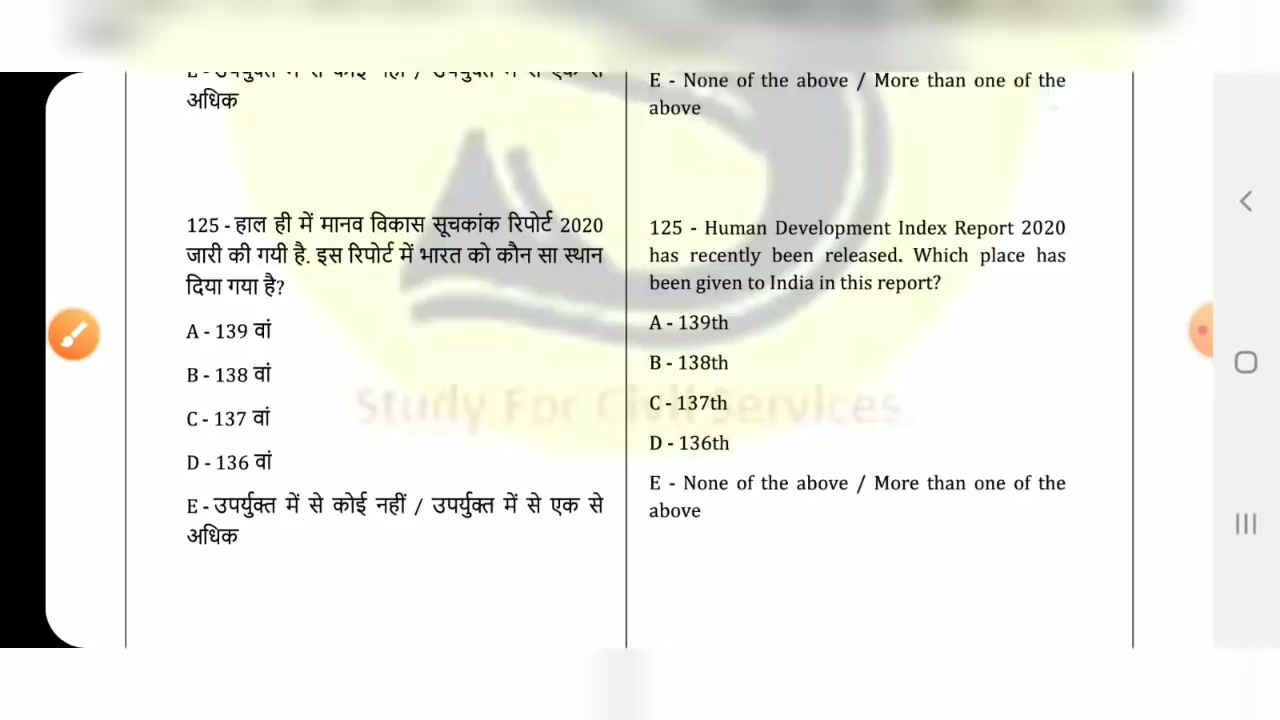 अधिक
125 - हाल ही में मानव विकास सूचकांक रिपोर्ट 2020
जारी की गयी है. इस रिपोर्ट में भारत को कौन सा स्थान
दिया गया है?
A - 139 वां
B - 138 वां
C - 137 वां
D - 136 वां
E - उपर्युक्त में से कोई नहीं / उपर्युक्त में से एक से
अधिक
E - None of the above / More than one of the
above
125 - Human Development Index Report 2020
has recently been released. Which place has
been given to India in this report?
A - 139th
B - 138th
C - 137th
D - 136th
E - None of the above / More than one of the
above
Study For Civil Services